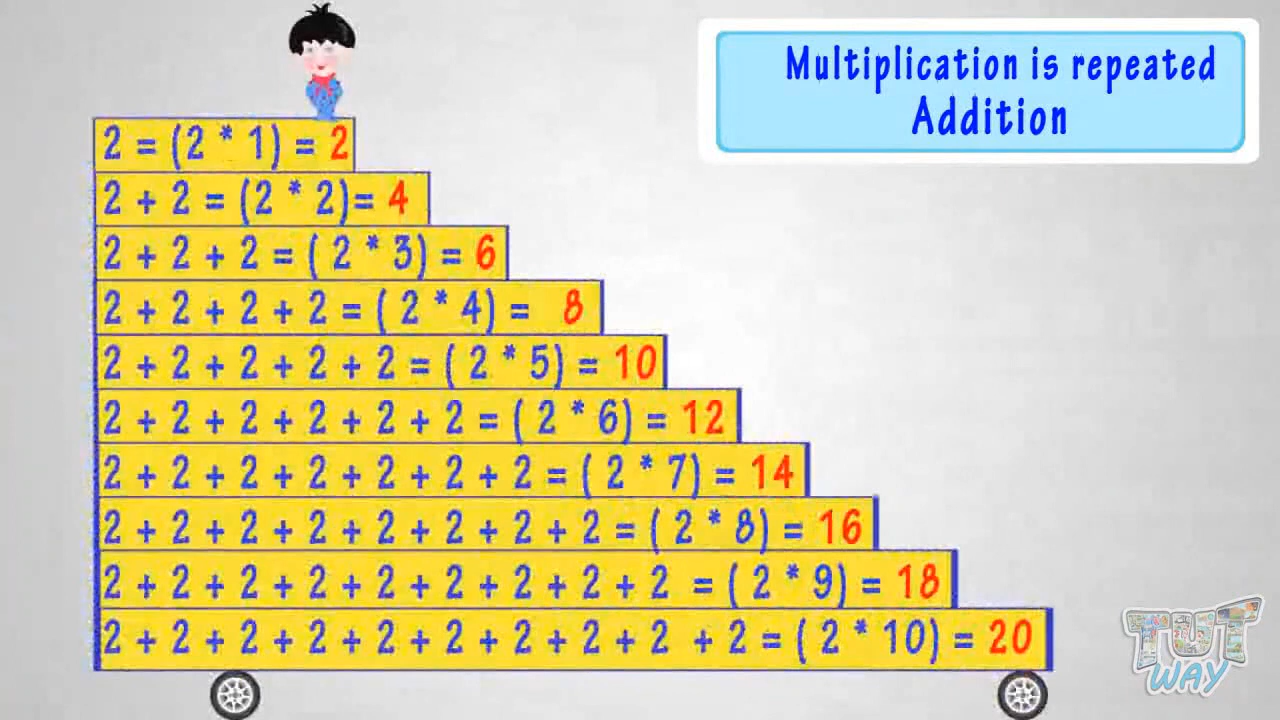 Multiplication is repeated
Addition
2 = (2 * 1) = 2
2 + 2 = (2 * 2)= 4
2 + 2 + 2 = ( 2 * 3) = 6
2 + 2 + 2 + 2 = ( 2 * 4) = 8
2 + 2 + 2 + 2 + 2 = ( 2 * 5) = 10
2 + 2 + 2 + 2 + 2 + 2 = ( 2 * 6) = 12
2 + 2 + 2 + 2 + 2 + 2 + 2 = ( 2 * 7) = 14
2 + 2 + 2 + 2 + 2 + 2 + 2 + 2 = ( 2 * 8) = 16
2 + 2 + 2 + 2 + 2 + 2 + 2 + 2 + 2 = ( 2 * 9) = 18
2 + 2 + 2 + 2 + 2 + 2 + 2 + 2 + 2 + 2 = ( 2 * 10) = 20
TUT
WAY